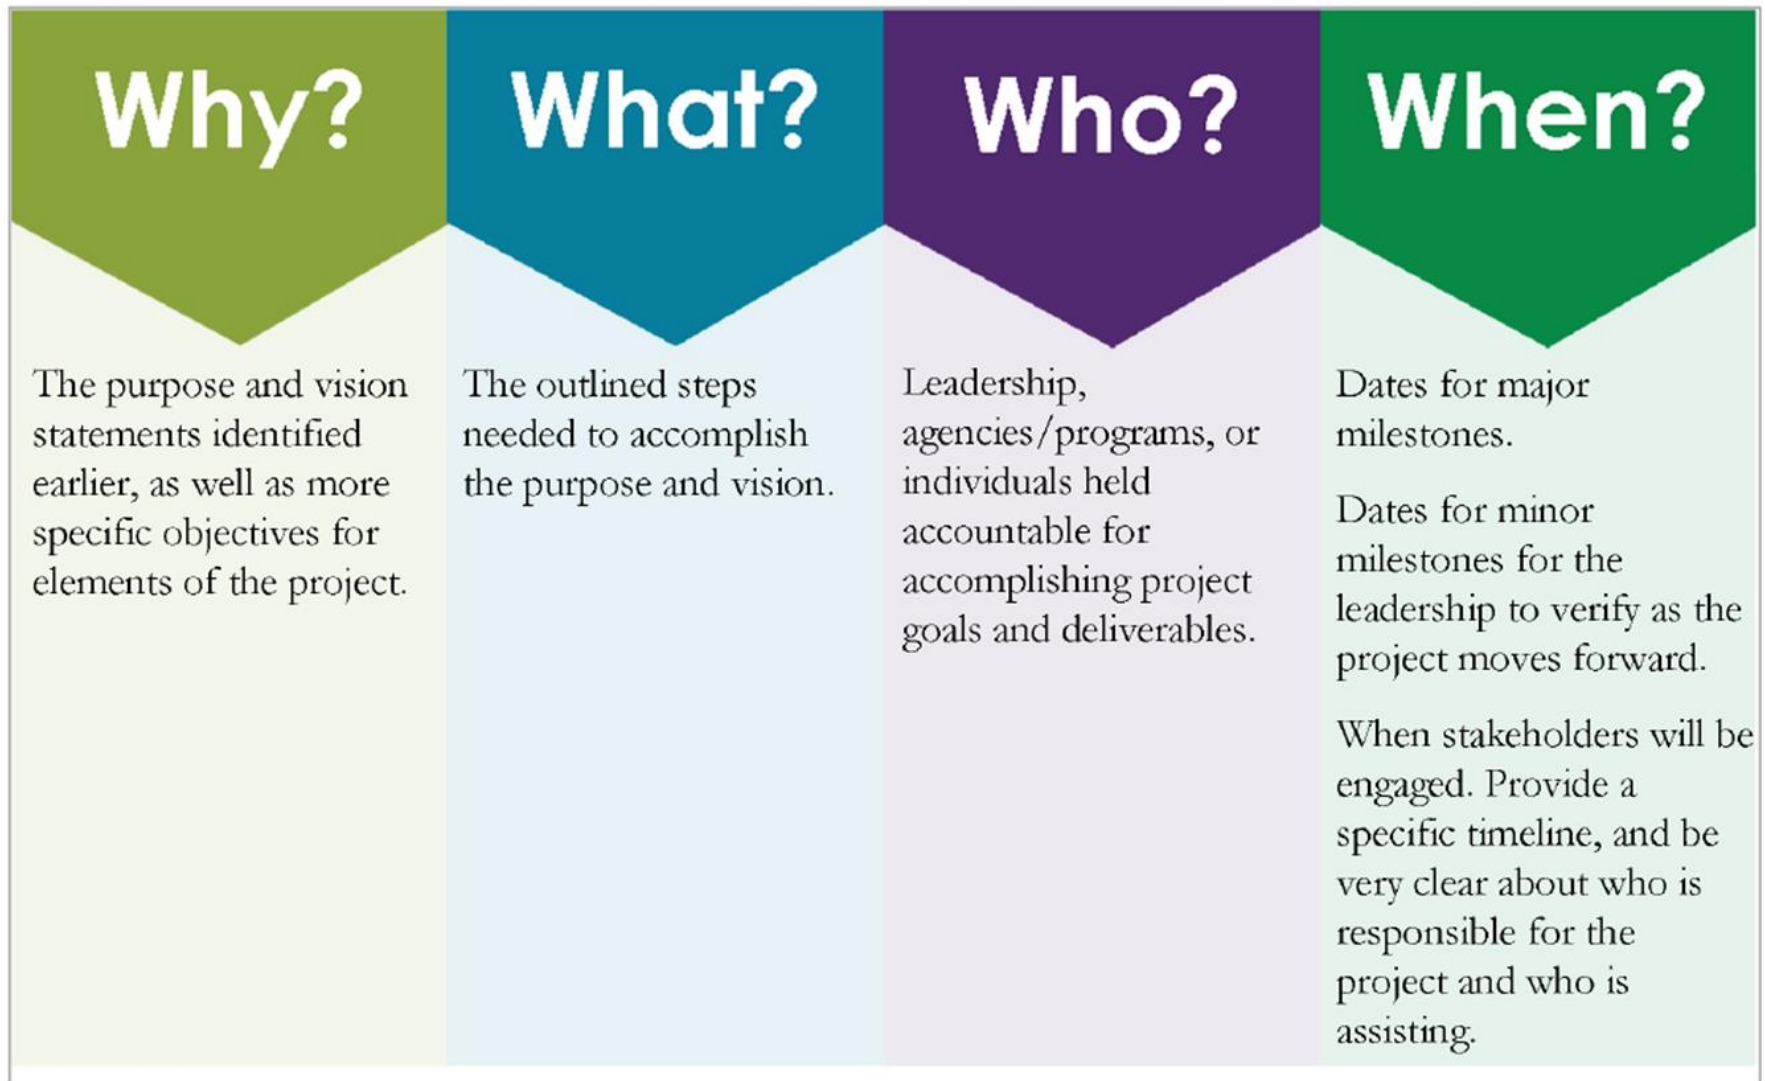 Why?
What?
Who?
When?
The purpose and vision
statements identified
earlier, as well as more
specific objectives for
elements of the project.
The outlined steps
needed to accomplish
the purpose and vision.
Leadership,
agencies/programs, or
individuals held
accountable for
accomplishing project
goals and deliverables.
Dates for major
milestones.
Dates for minor
milestones for the
leadership to verify as the
project moves forward.
When stakeholders will be
engaged. Provide a
specific timeline, and be
very clear about who is
responsible for the
project and who is
assisting.